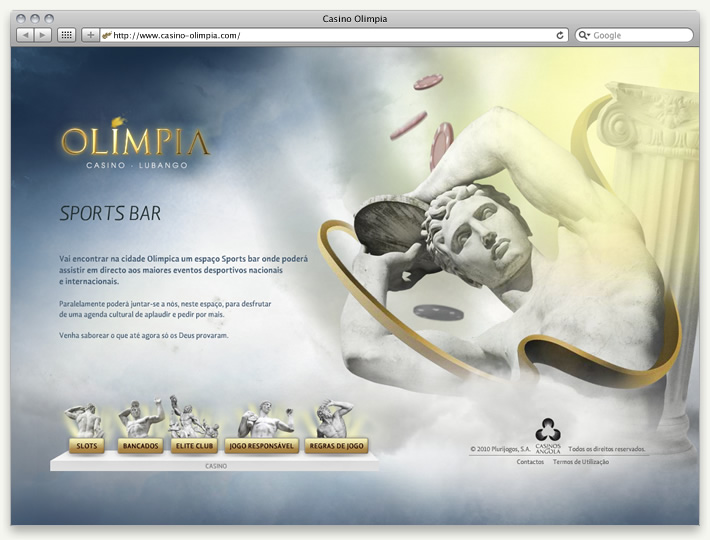 Casino Olimpia
http://www.casino-olimpia.com/
Google
OLÍMPIA
CASINO - LUBANGO
SPORTS BAR
Vai encontrar na cidade Olimpica um espaço Sports bar onde poderá
assistir em directo aos maiores eventos desportivos nacionais
e internacionais.
Paralelamente poderá juntar-se a nós, neste espaço, para desfrutar
de uma agenda cultural de aplaudir e pedir por mais.
Venha saborear o que até agora só os Deus provaram.
SLOTS
BANCADOS
ELITE CLUB
JOGO RESPONSÁVEL
REGRAS DE JOGO
CASINO
© 2010 Plurijogos, S.A.
CASINOS
ANGOLA
Todos os direitos reservados.
Contactos
Termos de Utilização